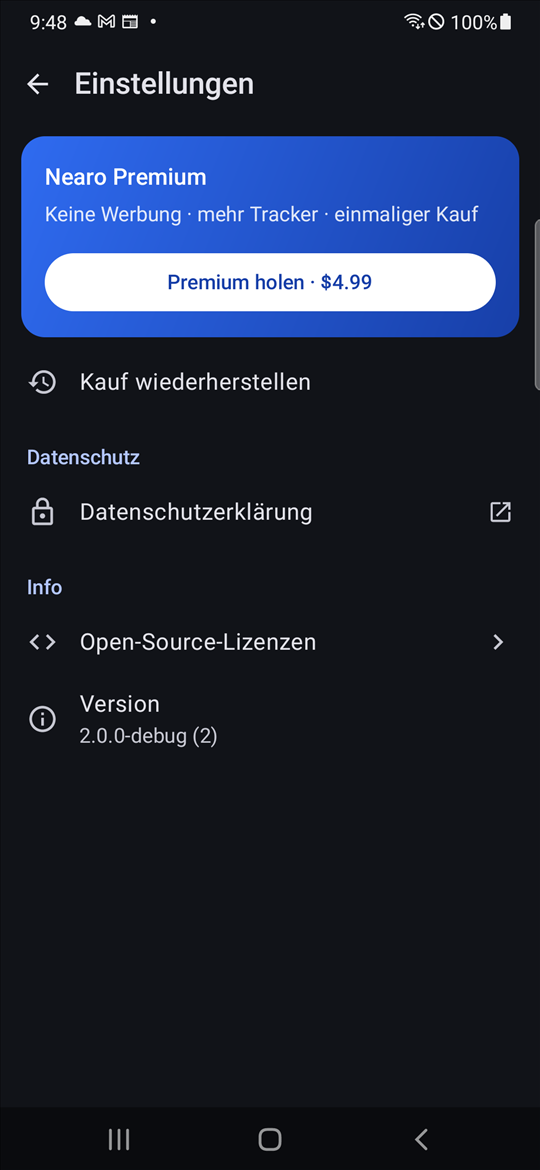 9:48 100%
Einstellungen
Nearo Premium
Keine Werbung · mehr Tracker · einmaliger Kauf
Premium holen · $4.99
Kauf wiederherstellen
Datenschutz
Datenschutzerklärung
Info
Open-Source-Lizenzen
Version
2.0.0-debug (2)